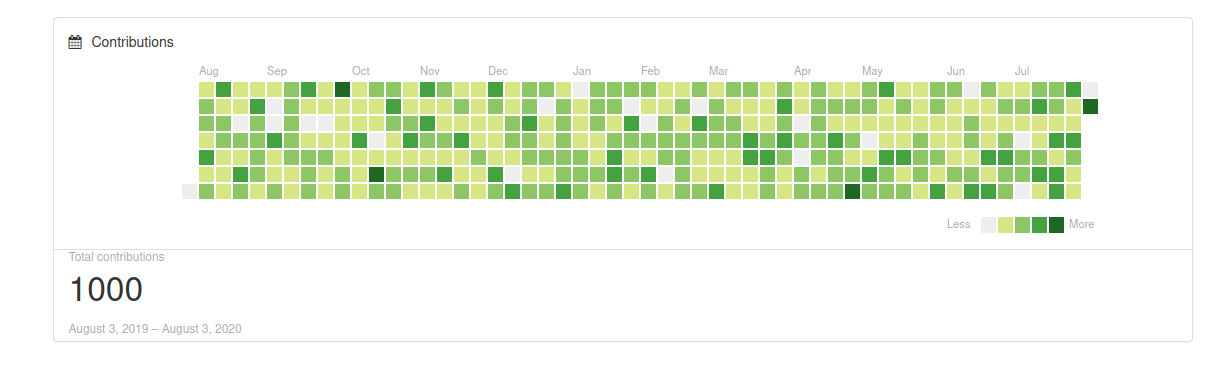 Contributions
Aug Sep Oct Nov Dec Jan Feb Mar Apr May Jun Jul
Less More
Total contributions
1000
August 3, 2019 – August 3, 2020